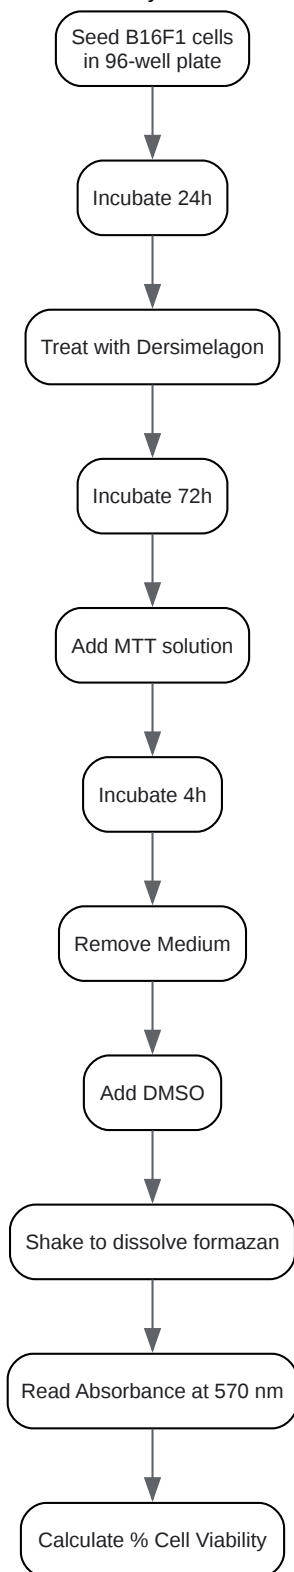 Seed B16F1 cells
in 96-well plate
Incubate 24h
Treat with Dersimelagon
Incubate 72h
Add MTT solution
Incubate 4h
Remove Medium
Add DMSO
Shake to dissolve formazan
Read Absorbance at 570 nm
Calculate % Cell Viability